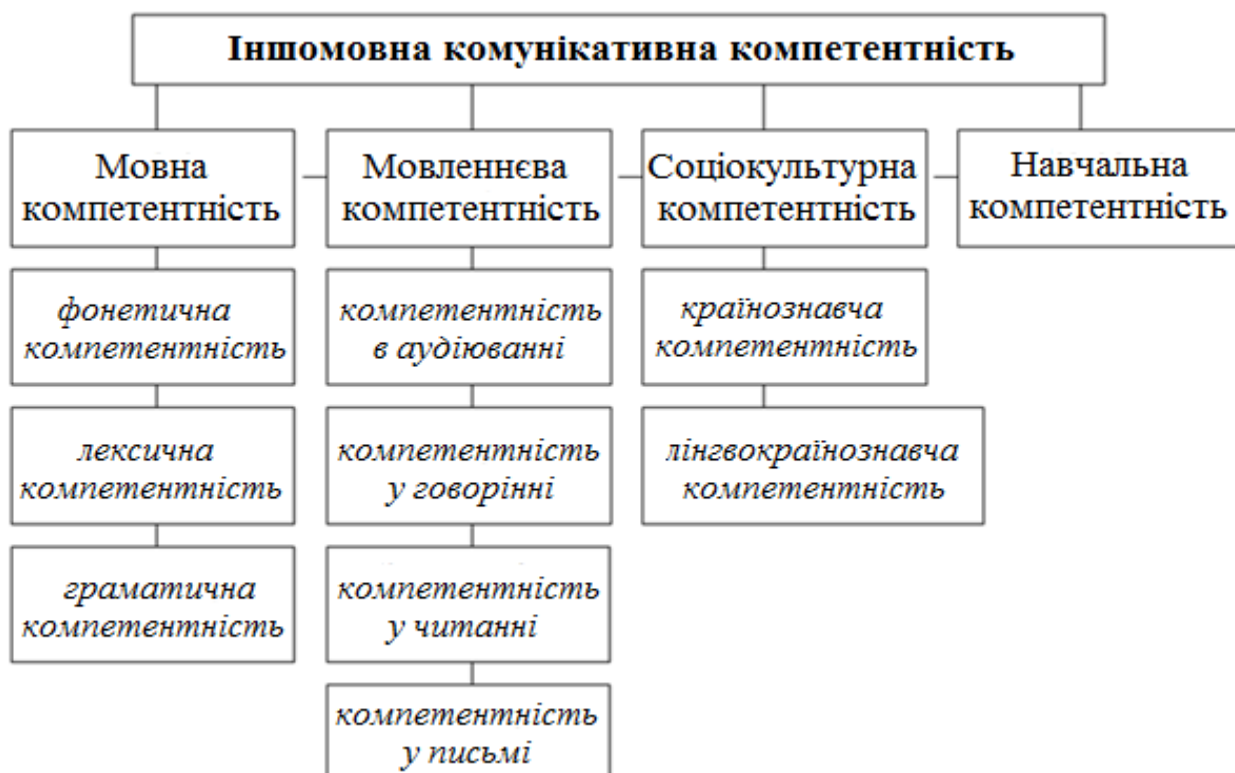 Іншомовна комунікативна компетентність
Мовна
компетентність
Мовленнєва
компетентність
Соціокультурна
компетентність
Навчальна
компетентність
фонетична
компетентність
компетентність
в аудіюванні
країнознавча
компетентність
лексична
компетентність
компетентність
у говорінні
лінгвокраїнознавча
компетентність
граматична
компетентність
компетентність
у читанні
компетентність
у письмі